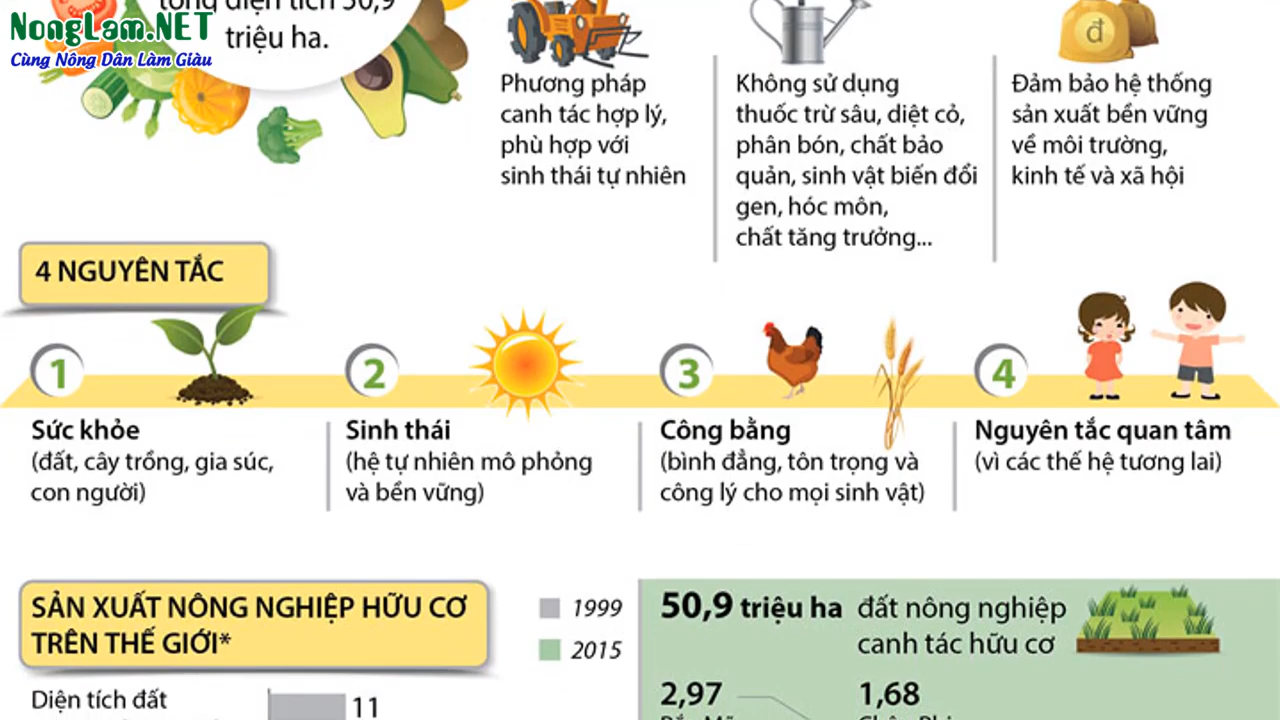 NongLam.NET
Cùng Nông Dân Làm Giàu
tổng diện tích 50,9
triệu ha.
đ
Phương pháp
canh tác hợp lý,
phù hợp với
sinh thái tự nhiên
Không sử dụng
thuốc trừ sâu, diệt cỏ,
phân bón, chất bảo
quản, sinh vật biến đổi
gen, hóc môn,
chất tăng trưởng...
Đảm bảo hệ thống
sản xuất bền vững
về môi trường,
kinh tế và xã hội
4 NGUYÊN TẮC
1
Sức khỏe
(đất, cây trồng, gia súc,
con người)
2
Sinh thái
(hệ tự nhiên mô phỏng
và bền vững)
3
Công bằng
(bình đẳng, tôn trọng và
công lý cho mọi sinh vật)
4
Nguyên tắc quan tâm
(vì các thế hệ tương lai)
SẢN XUẤT NÔNG NGHIỆP HỮU CƠ
TRÊN THẾ GIỚI*
1999
2015
Diện tích đất
11
50,9 triệu ha đất nông nghiệp
canh tác hữu cơ
2,97
1,68